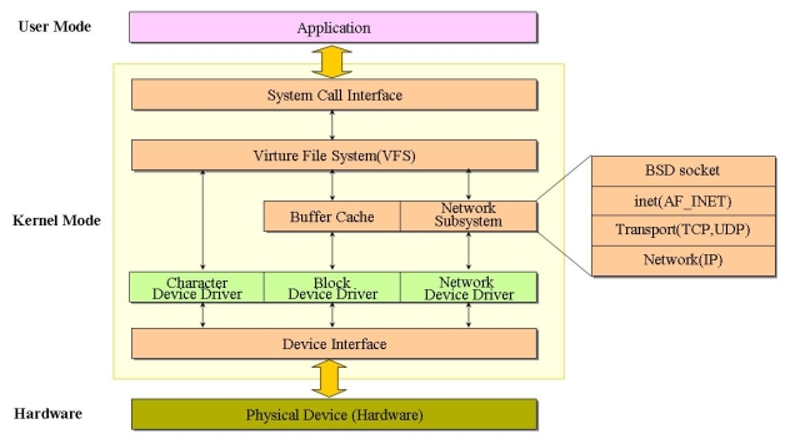 User Mode
Application
System Call Interface
Virture File System(VFS)
Kernel Mode
Buffer Cache
Network
Subsystem
BSD socket
inet(AF_INET)
Transport(TCP,UDP)
Network(IP)
Character
Device Driver
Block
Device Driver
Network
Device Driver
Device Interface
Hardware
Physical Device (Hardware)